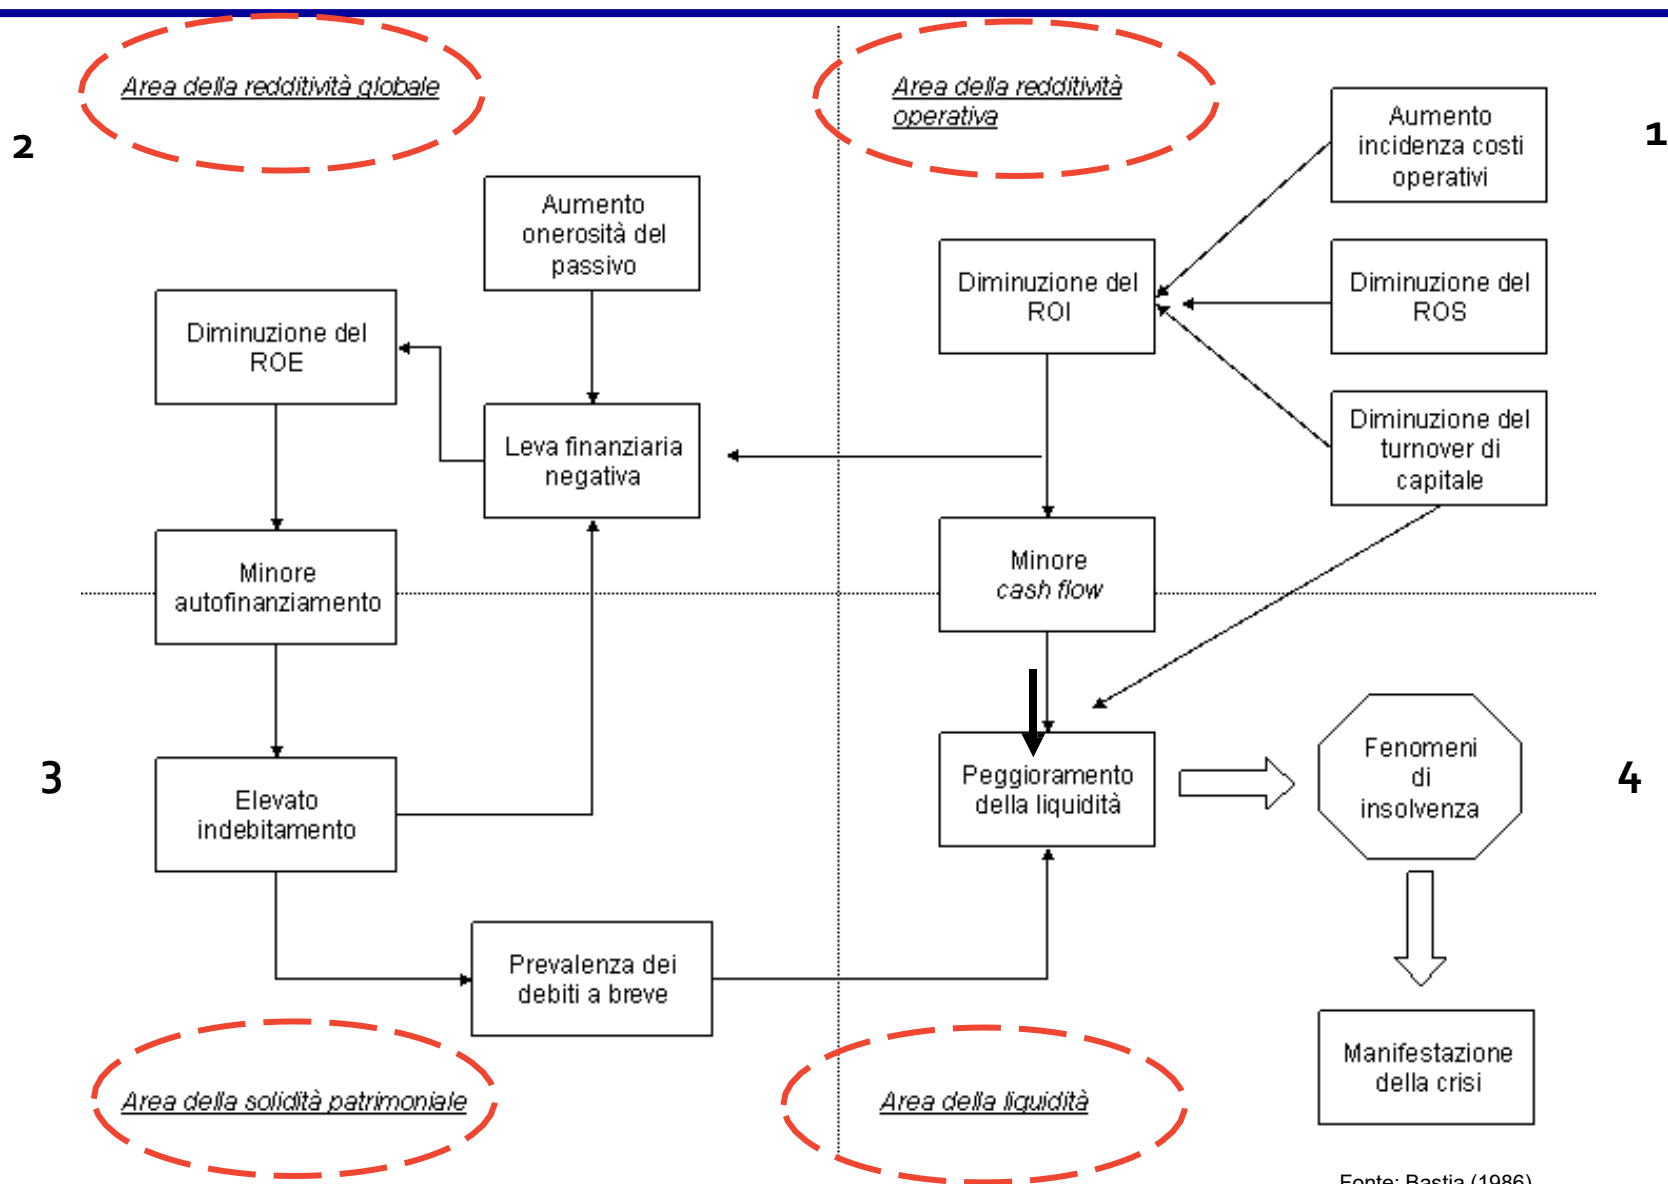 Area della redditività globale
Area della redditività
operativa
2
1
Aumento
incidenza costi
operativi
Aumento
onerosità del
passivo
Diminuzione del
ROI
Diminuzione del
ROS
Diminuzione del
ROE
Leva finanziaria
negativa
Diminuzione del
turnover di
capitale
Minore
autofinanziamento
Minore
cash flow
3
4
Elevato
indebitamento
Peggioramento
della liquidità
Fenomeni
di
insolvenza
Prevalenza dei
debiti a breve
Manifestazione
della crisi
Area della solidità patrimoniale
Area della liquidità
Fonte: Bastia (1986)